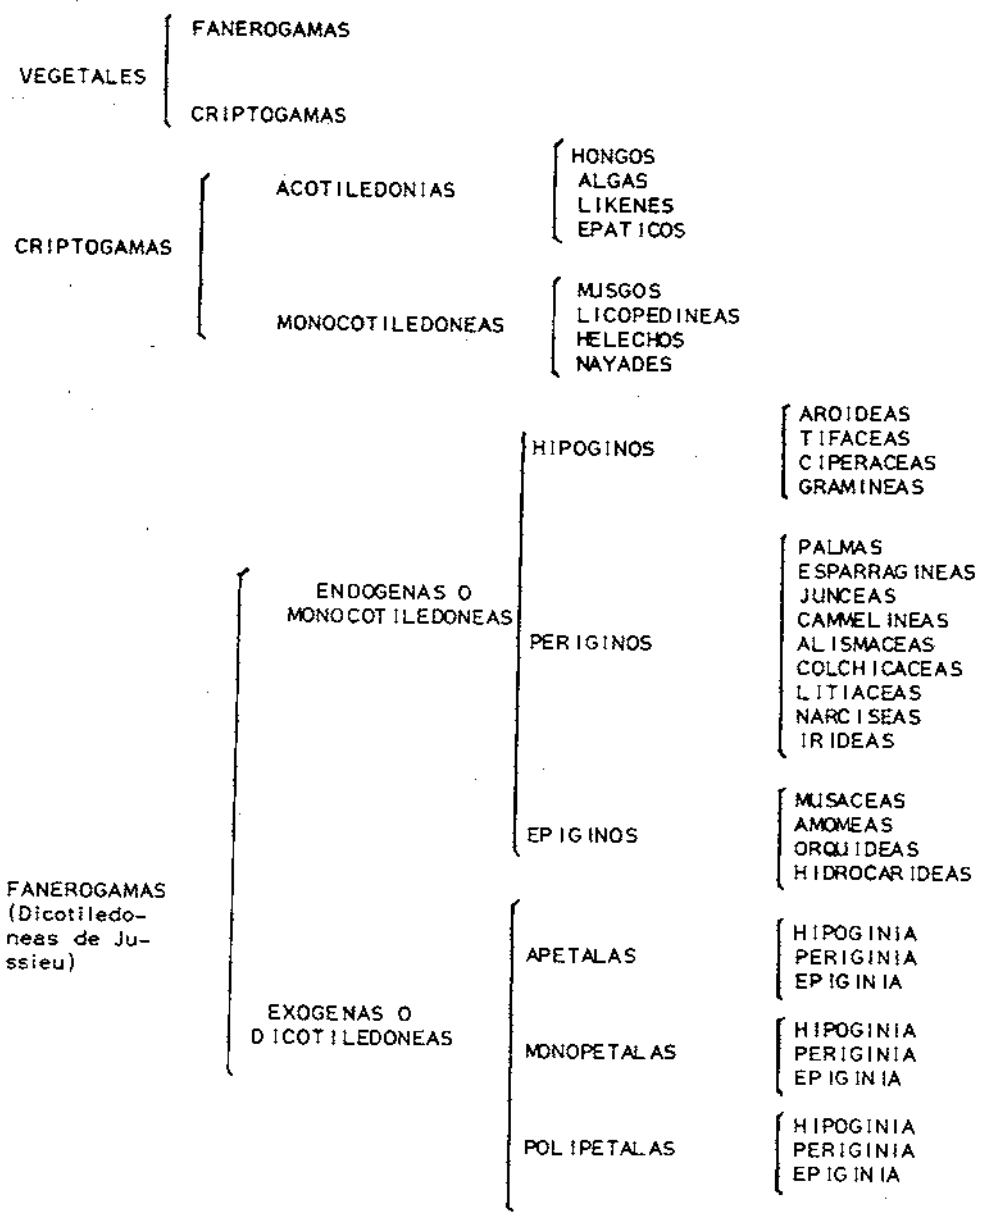 FANEROGAMAS
VEGETALES
CRIPTOGAMAS
ACOTILEDONIAS
HONGOS
ALGAS
LIKENES
EPATICOS
CRIPTOGAMAS
MONOCOTILEDONEAS
MUSGOS
LICOPEDINEAS
HELECHOS
NAYADES
HIPOGINOS
AROIDEAS
TIFACEAS
CIPERACEAS
GRAMINEAS
ENDOGENAS O
MONOCOTILEDONEAS
PERIGINOS
PALMAS
ESPARRAGINEAS
JUNCEAS
CAMMELINEAS
ALISMACEAS
COLCHICACEAS
LITIACEAS
NARCISEAS
IRIDEAS
EPIGINOS
MUSACEAS
AMOMEAS
ORQUIDEAS
HIDROCARIDEAS
FANEROGAMAS
(Dicotiledo-
neas de Ju-
ssieu)
EXOGENAS O
DICOTILEDONEAS
APETALAS
HIPOGINIA
PERIGINIA
EPIGINIA
MONOPETALAS
HIPOGINIA
PERIGINIA
EPIGINIA
POLIPETALAS
HIPOGINIA
PERIGINIA
EPIGINIA